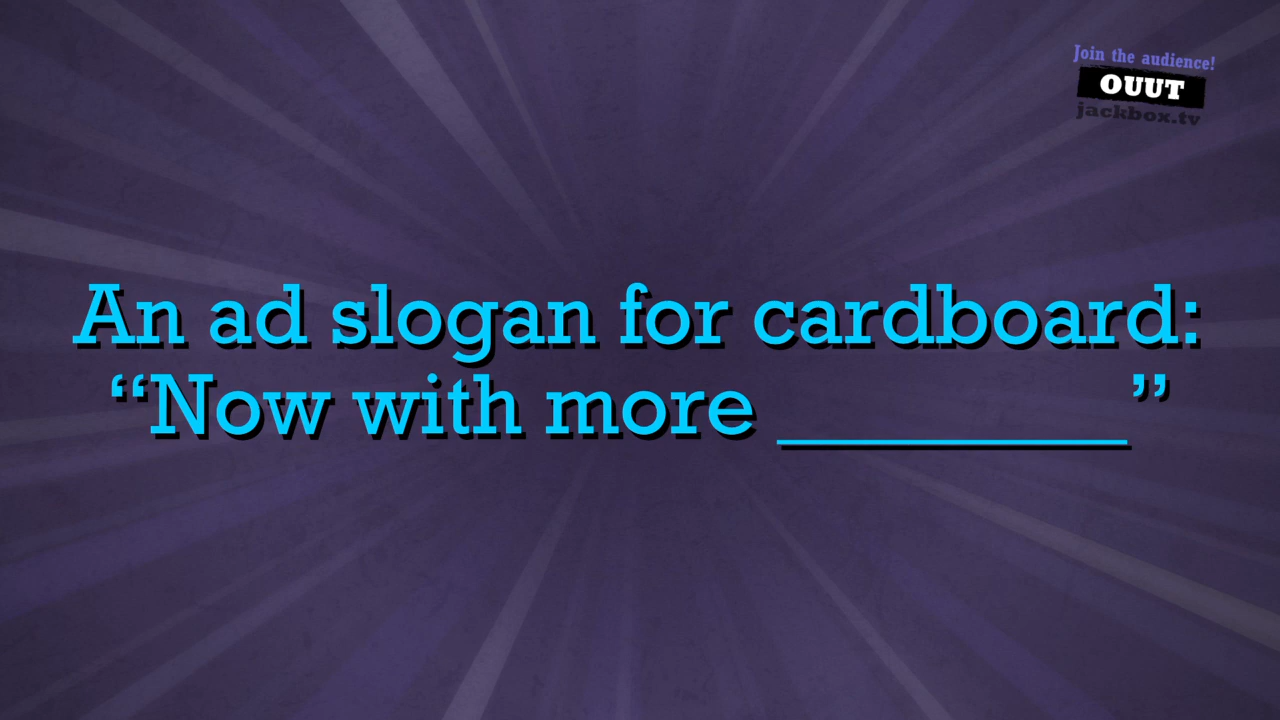 Join the audience!
OUUT
jackbox.tv
An ad slogan for cardboard:
“Now with more ________”